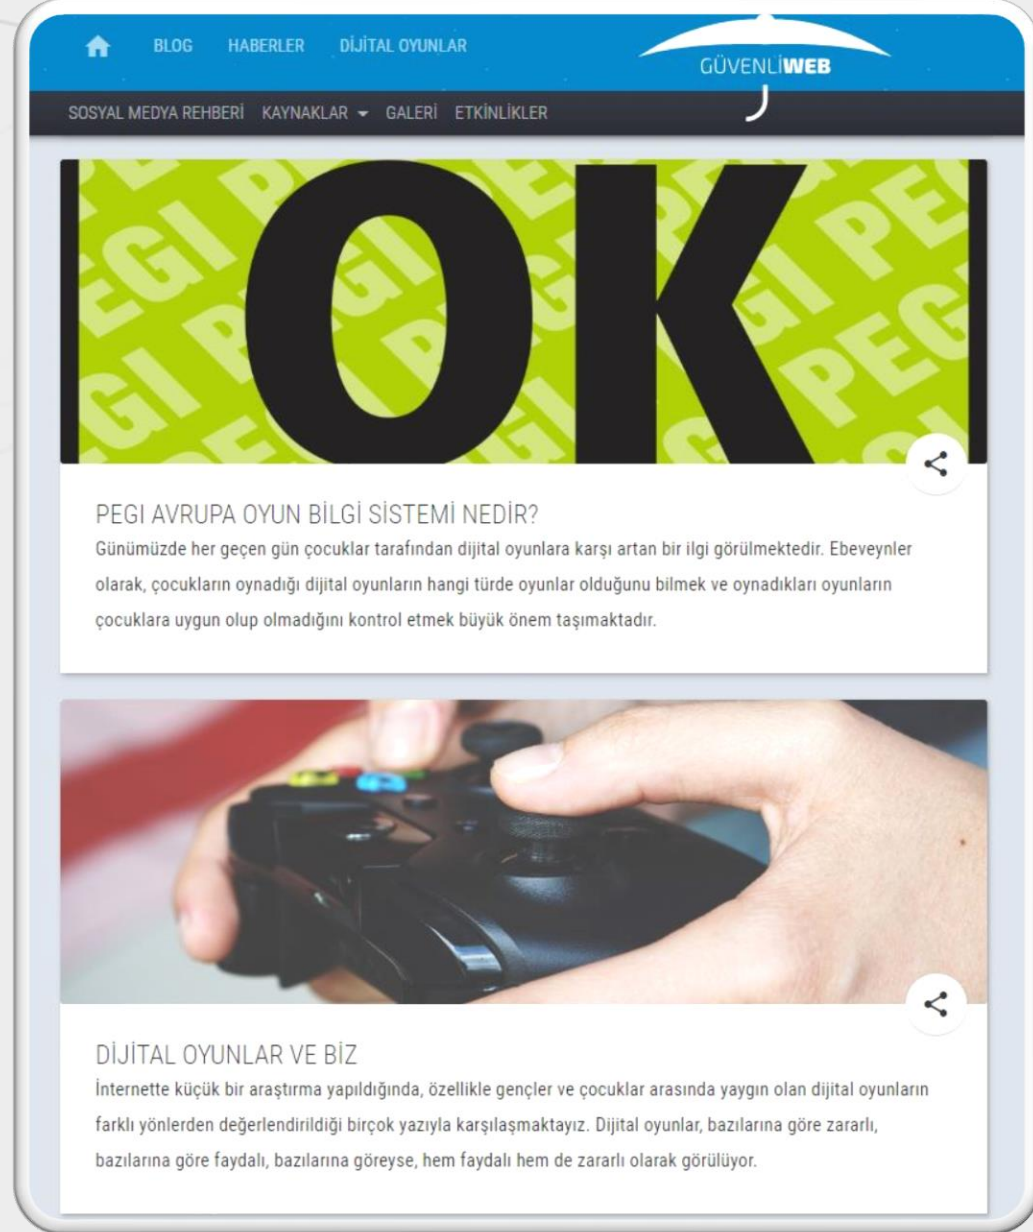 BLOG HABERLER DİJİTAL OYUNLAR
GÜVENLİWEB
SOSYAL MEDYA REHBERİ KAYNAKLAR GALERİ ETKİNLİKLER
PEGI PEGI PEGI
OK
PEGI AVRUPA OYUN BİLGİ SİSTEMİ NEDİR?
Günümüzde her geçen gün çocuklar tarafından dijital oyunlara karşı artan bir ilgi görülmektedir. Ebeveynler
olarak, çocukların oynadığı dijital oyunların hangi türde oyunlar olduğunu bilmek ve oynadıkları oyunların
çocuklara uygun olup olmadığını kontrol etmek büyük önem taşımaktadır.
DİJİTAL OYUNLAR VE BİZ
İnternette küçük bir araştırma yapıldığında, özellikle gençler ve çocuklar arasında yaygın olan dijital oyunların
farklı yönlerden değerlendirildiği birçok yazıyla karşılaşmaktayız. Dijital oyunlar, bazılarına göre zararlı,
bazılarına göre faydalı, bazılarına göreyse, hem faydalı hem de zararlı olarak görülüyor.